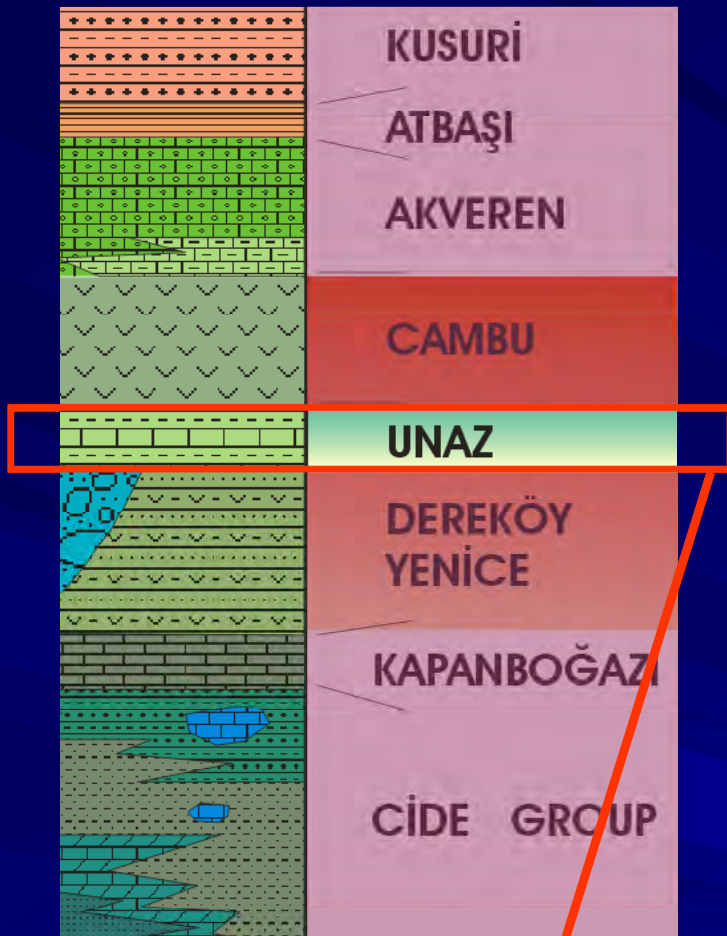 KUSURİ
ATBAŞI
AKVEREN
CAMBU
UNAZ
DEREKÖY
YENİCE
KAPANBOĞAZI
CİDE GROUP